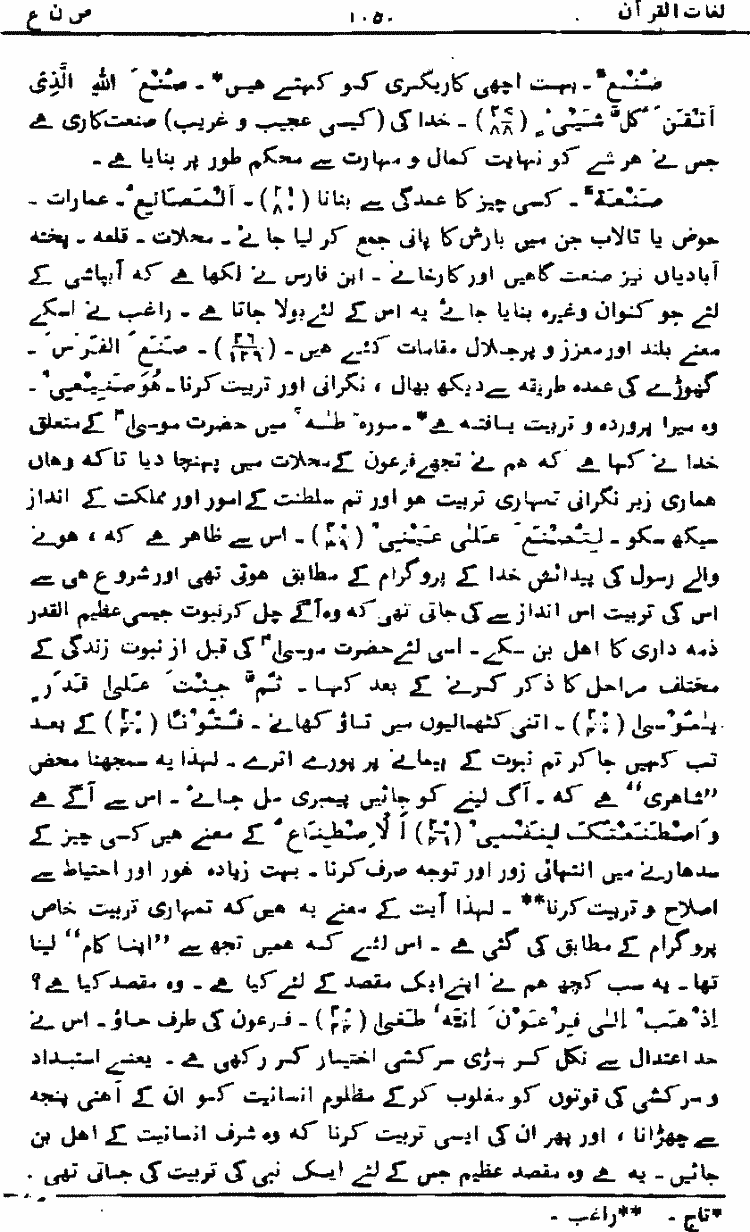 لغات القرآن ۱۰۵۰ ص ن ع
صُنْعٌ ۔ بہت اچھی کاریگری کو کہتے ہیں* ۔ صُنْعَ اللہِ الَّذِیْ
اَتْقَنَ کُلَّ شَیْیءٍ (۲۷/۸۸) ۔ خدا کی (کیسی عجیب و غریب) صنعت کاری ہے
جس نے ہر شے کو نہایت کمال و مہارت سے محکم طور پر بنایا ہے ۔
صَنْعَۃٌ ۔ کسی چیز کا عمدگی سے بنانا (۲۱/۸۰) ۔ اَلْمَصَانِعُ ۔ عمارات ۔
حوض یا تالاب جن میں بارش کا پانی جمع کر لیا جائے ۔ محلات ۔ قلعہ ۔ پختہ
آبادیاں نیز صنعت گاہیں اور کارخانے ۔ ابن فارس نے لکھا ہے کہ آبپاشی کے
لئے جو کنواں وغیرہ بنایا جائے یہ اس کے لئے بولا جاتا ہے ۔ راغب نے اسکے
معنے بلند اور معزز و پرجلال مقامات کئے ہیں ۔ (۲۶/۱۲۹) ۔ صَنَعَ الفَرَسَ ۔
گھوڑے کی عمدہ طریقہ سے دیکھ بھال ، نگرانی اور تربیت کرنا ۔ ھُوَصَنِیْعِیْ ۔
وہ میرا پروردہ و تربیت یافتہ ہے* ۔ سورہ طٰہٰ میں حضرت موسیٰؑ کے متعلق
خدا نے کہا ہے کہ ہم نے تجھے فرعون کے محلات میں پہنچا دیا تاکہ وہاں
ہماری زیر نگرانی تمہاری تربیت ہو اور تم سلطنت کے امور اور مملکت کے انداز
سیکھ سکو ۔ لِتُصْنَعَ عَلٰی عَیْنِیْ (۲۰/۳۹) ۔ اس سے ظاہر ہے کہ ، ہونے
والے رسول کی پیدائش خدا کے پروگرام کے مطابق ہوتی تھی اور شروع ہی سے
اس کی تربیت اس انداز سے کی جاتی تھی کہ وہ آگے چل کر نبوت جیسی عظیم القدر
ذمہ داری کا اہل بن سکے ۔ اسی لئے حضرت موسیٰؑ کی قبل از نبوت زندگی کے
مختلف مراحل کا ذکر کرنے کے بعد کہا ۔ ثُمَّ جِئْتَ عَلٰی قَدَرٍ
یٰمُوْسٰی (۲۰/۴۰) ۔ اتنی کٹھالیوں میں تاؤ کھانے ۔ فُتُوْنًا (۲۰/۴۰) کے بعد
تب کہیں جا کر تم نبوت کے پیمانے پر پورے اترے ۔ لہذا یہ سمجھنا محض
”شاعری“ ہے کہ ۔ آگ لینے کو جائیں پیمبری مل جائے ۔ اس سے آگے ہے
وَاصْطَنَعْتُکَ لِنَفْسِیْ (۲۰/۴۱) اَلْاِصْطِنَاعُ کے معنے ہیں کسی چیز کے
سدھارنے میں انتہائی زور اور توجہ صرف کرنا ۔ بہت زیادہ غور اور احتیاط سے
اصلاح و تربیت کرنا** ۔ لہذا آیت کے معنے یہ ہیں کہ تمہاری تربیت خاص
پروگرام کے مطابق کی گئی ہے ۔ اس لئے کہ ہمیں تجھ سے ”اپنا کام“ لینا
تھا ۔ یہ سب کچھ ہم نے اپنے ایک مقصد کے لئے کیا ہے ۔ وہ مقصد کیا ہے؟
اِذْھَبْ اِلٰی فِرْعَوْنَ اِنَّہٗ طَغٰی (۲۰/۲۴) ۔ فرعون کی طرف جاؤ ۔ اس نے
حد اعتدال سے نکل کر بڑی سرکشی اختیار کر رکھی ہے ۔ یعنے استبداد
و سرکشی کی قوتوں کو مغلوب کر کے مظلوم انسانیت کو ان کے آہنی پنجہ
سے چھڑانا ، اور پھر ان کی ایسی تربیت کرنا کہ وہ شرف انسانیت کے اہل بن
جائیں ۔ یہ ہے وہ مقصد عظیم جس کے لئے ایک نبی کی تربیت کی جاتی تھی ۔
*تاج ۔ **راغب ۔